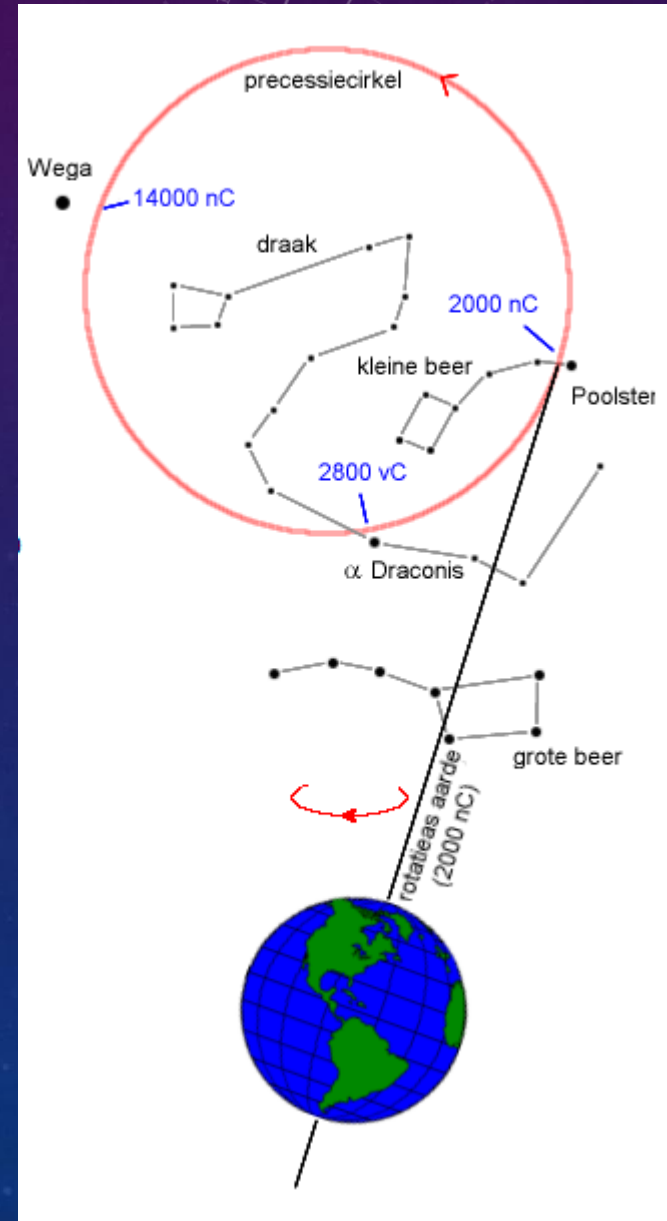 precessiecirkel
Wega
14000 nC
draak
2000 nC
kleine beer
Poolster
2800 vC
α Draconis
grote beer
rotatieas aarde
(2000 nC)